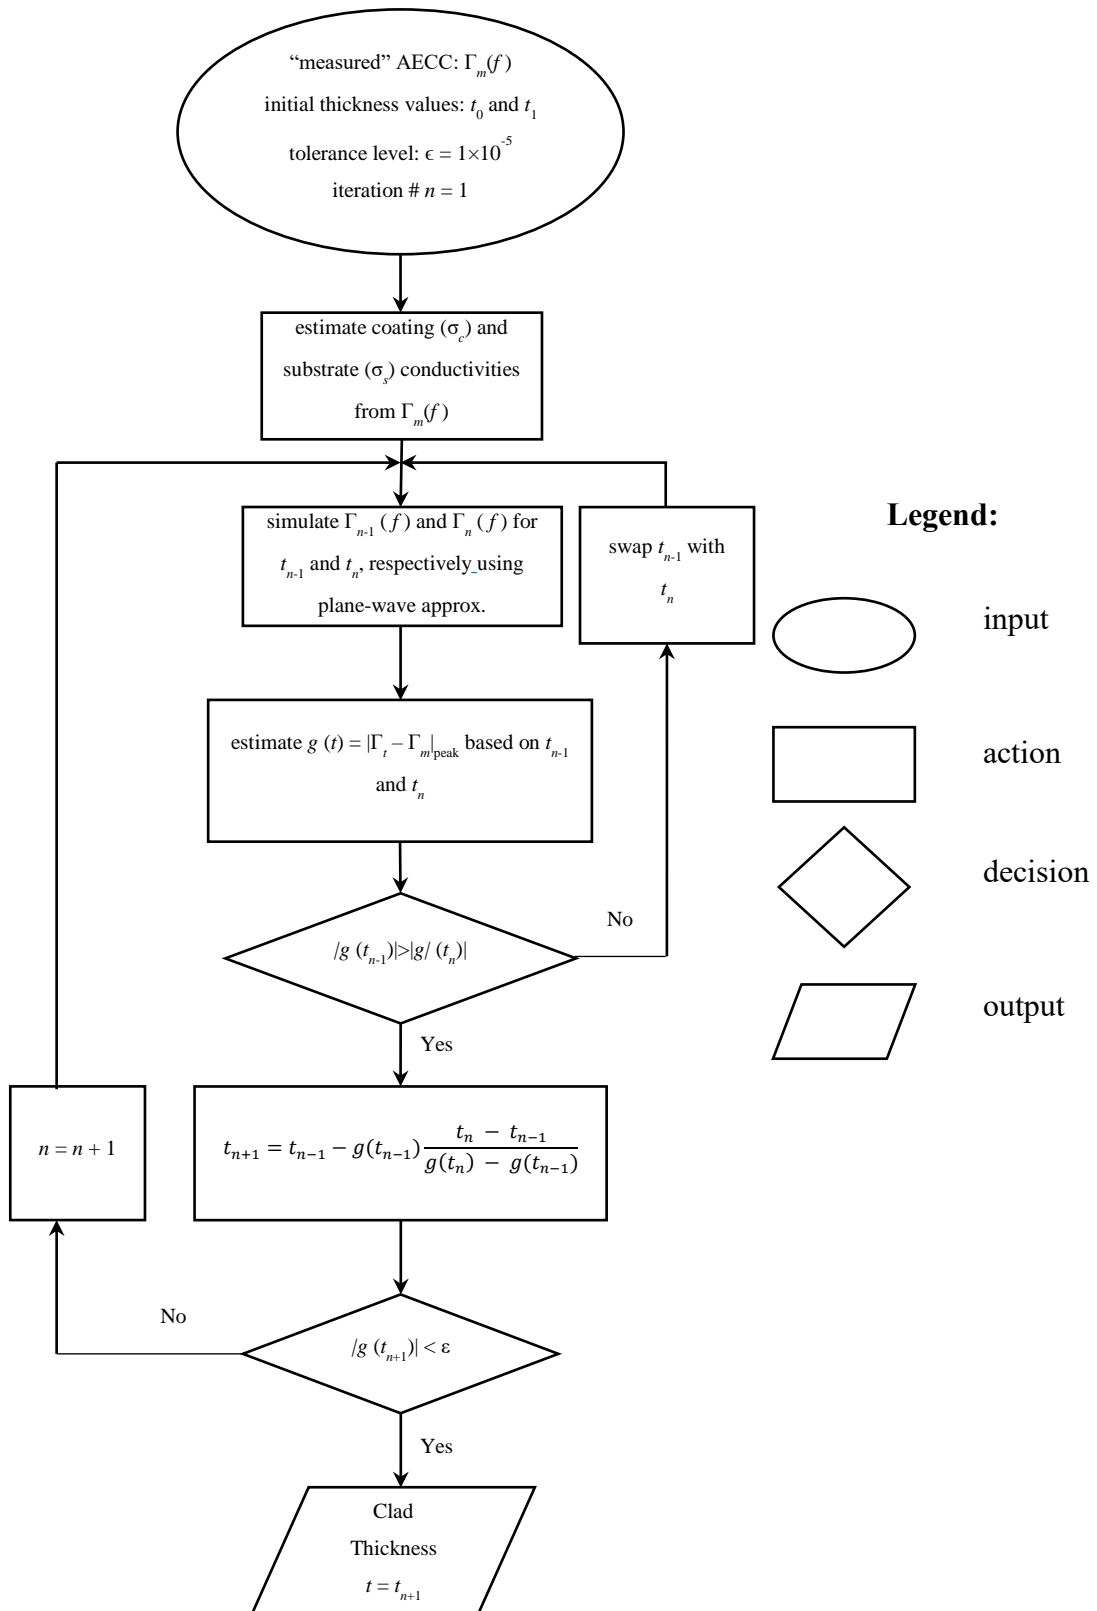 “measured” AECC: Γm(f)
initial thickness values: t0 and t1
tolerance level: ϵ = 1×10-5
iteration # n = 1
estimate coating (σc) and
substrate (σs) conductivities
from Γm(f)
simulate Γn-1 (f) and Γn (f) for
tn-1 and tn, respectively using
plane-wave approx.
swap tn-1 with
tn
estimate g (t) = |Γt – Γm|peak based on tn-1
and tn
|g (tn-1)|>|g/ (tn)|
No
Yes
n = n + 1
tn+1 = tn−1 − g(tn−1) (tn − tn−1)/(g(tn) − g(tn−1))
No
|g (tn+1)| < ε
Yes
Clad
Thickness
t = tn+1
Legend:
input
action
decision
output